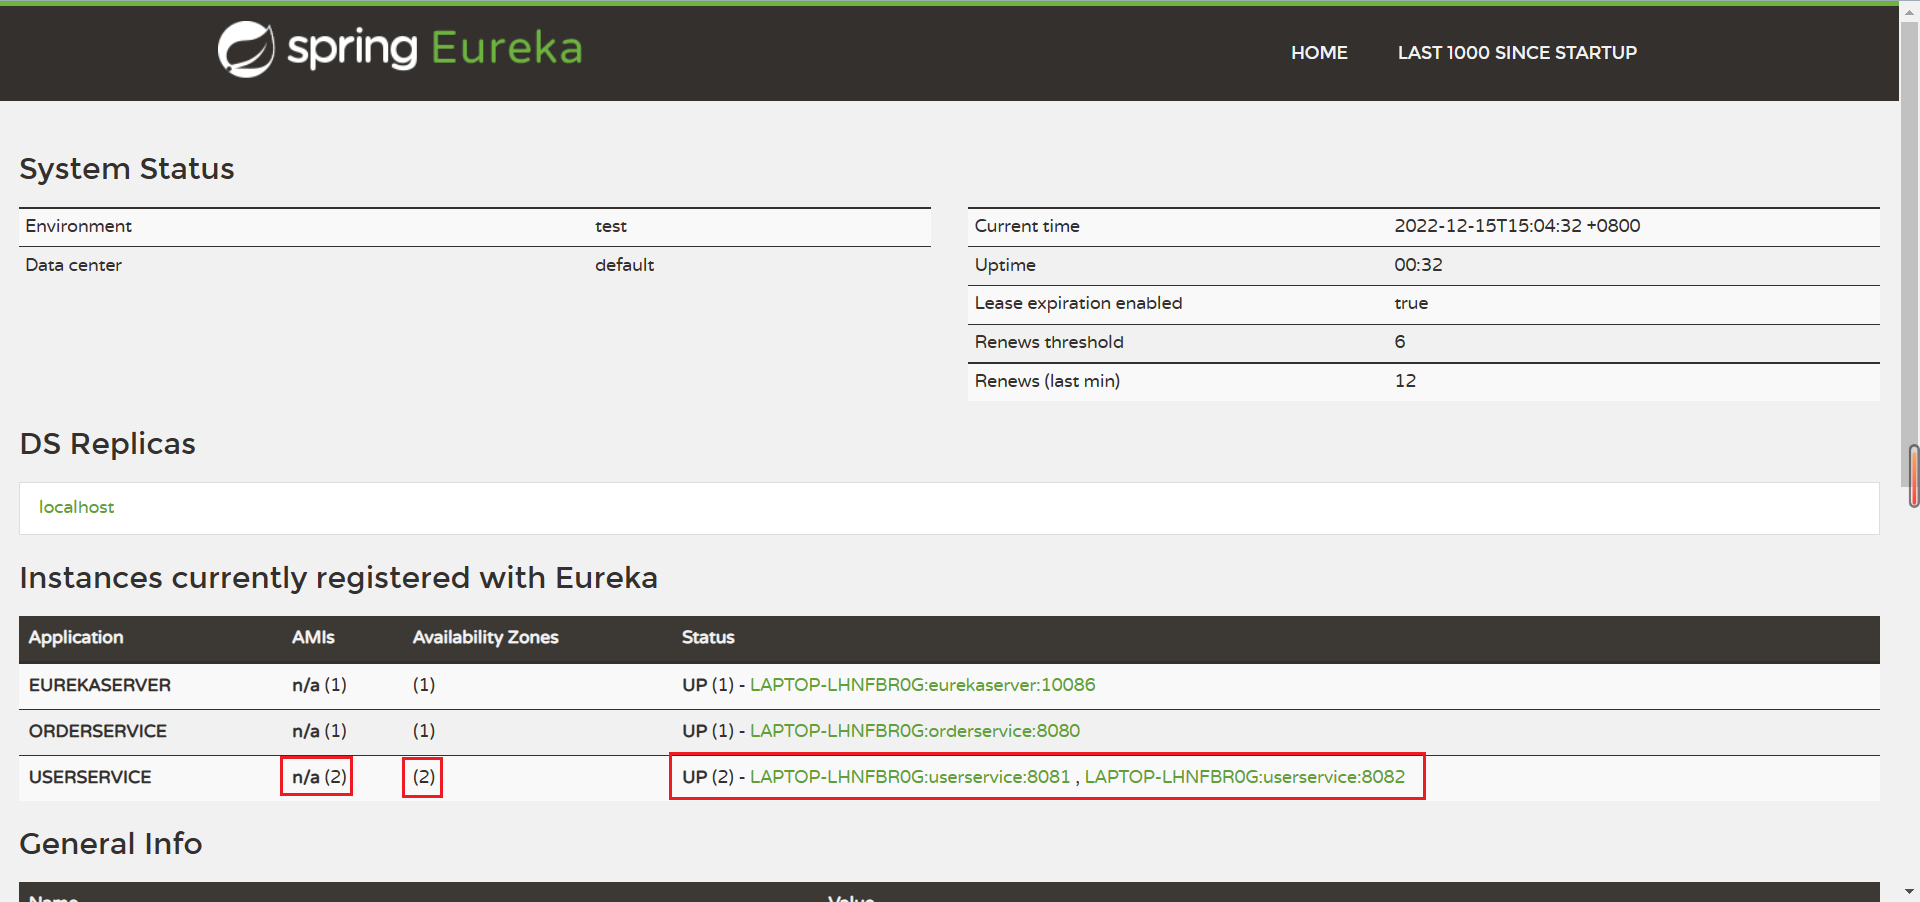 spring Eureka
HOME LAST 1000 SINCE STARTUP
System Status
Environment test
Data center default
Current time 2022-12-15T15:04:32 +0800
Uptime 00:32
Lease expiration enabled true
Renews threshold 6
Renews (last min) 12
DS Replicas
localhost
Instances currently registered with Eureka
Application AMIs Availability Zones Status
EUREKASERVER n/a (1) (1) UP (1) - LAPTOP-LHNFBR0G:eurekaserver:10086
ORDERSERVICE n/a (1) (1) UP (1) - LAPTOP-LHNFBR0G:orderservice:8080
USERSERVICE n/a (2) (2) UP (2) - LAPTOP-LHNFBR0G:userservice:8081 , LAPTOP-LHNFBR0G:userservice:8082
General Info
Name Value